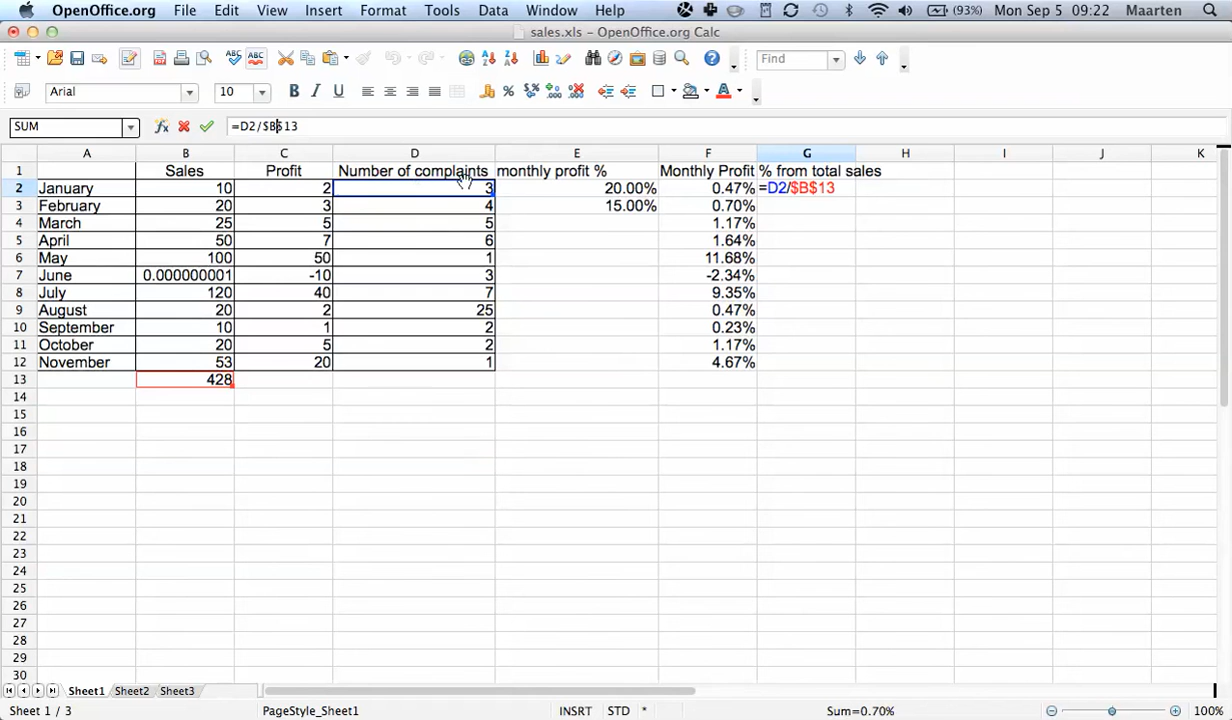 OpenOffice.org File Edit View Insert Format Tools Data Window Help (93%) Mon Sep 5 09:22 Maarten
sales.xls - OpenOffice.org Calc
Find
Arial 10
SUM =D2/$B$13
A B C D E F G H I J K
1 Sales Profit Number of complaints monthly profit % Monthly Profit % from total sales
2 January 10 2 3 20.00% 0.47% =D2/$B$13
3 February 20 3 4 15.00% 0.70%
4 March 25 5 5 1.17%
5 April 50 7 6 1.64%
6 May 100 50 1 11.68%
7 June 0.000000001 -10 3 -2.34%
8 July 120 40 7 9.35%
9 August 20 2 25 0.47%
10 September 10 1 2 0.23%
11 October 20 5 2 1.17%
12 November 53 20 1 4.67%
13 428
14
15
16
17
18
19
20
21
22
23
24
25
26
27
28
29
30
Sheet1 Sheet2 Sheet3
Sheet 1 / 3 PageStyle_Sheet1 INSRT STD * Sum=0.70% 100%